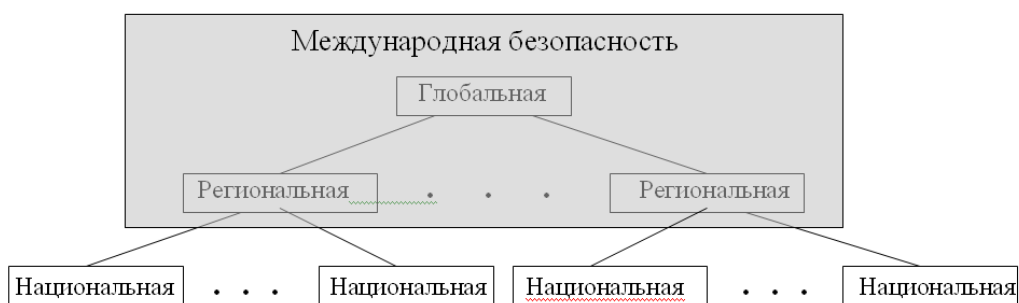 Международная безопасность
Глобальная
Региональная . . . Региональная
Национальная . . . Национальная Национальная . . . Национальная